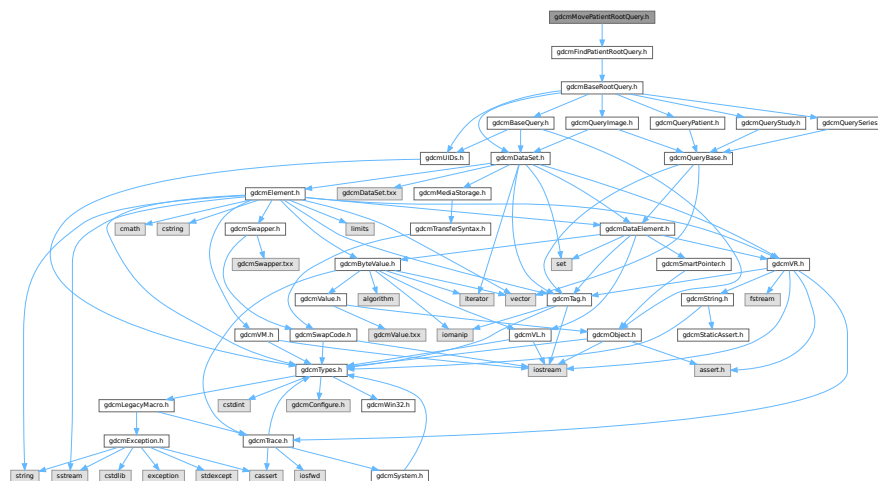 gdcmMovePatientRootQuery.h
gdcmFindPatientRootQuery.h
gdcmBaseRootQuery.h
gdcmBaseQuery.h gdcmQueryImage.h gdcmQueryPatient.h gdcmQueryStudy.h gdcmQuerySeries
gdcmUIDs.h gdcmDataSet.h gdcmQueryBase.h
gdcmElement.h gdcmDataSet.txx gdcmMediaStorage.h
cmath cstring gdcmSwapper.h limits gdcmTransferSyntax.h gdcmDataElement.h
gdcmSwapper.txx gdcmByteValue.h set gdcmSmartPointer.h gdcmVR.h
gdcmValue.h algorithm iterator vector gdcmTag.h gdcmString.h fstream
gdcmVM.h gdcmSwapCode.h gdcmValue.txx iomanip gdcmVL.h gdcmObject.h gdcmStaticAssert.h
gdcmTypes.h iostream assert.h
gdcmLegacyMacro.h cstdint gdcmConfigure.h gdcmWin32.h
gdcmException.h gdcmTrace.h
string sstream cstdlib exception stdexcept cassert iosfwd gdcmSystem.h